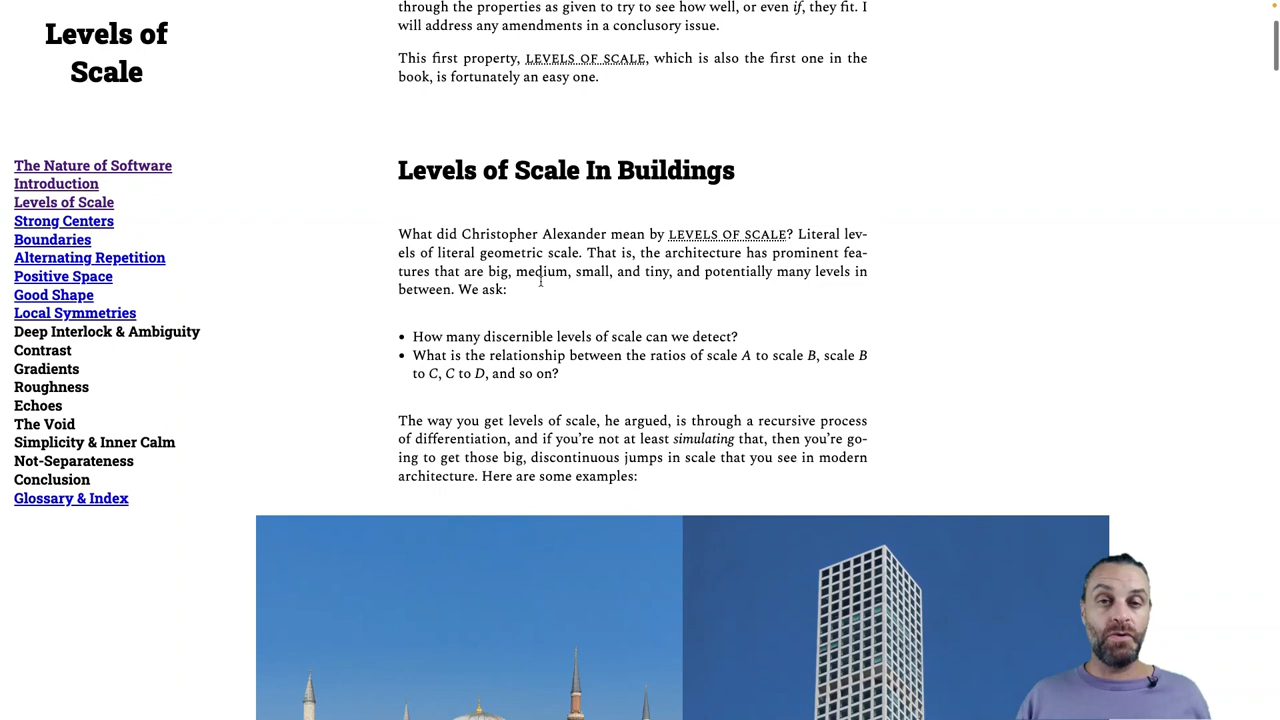 Levels of
Scale
The Nature of Software
Introduction
Levels of Scale
Strong Centers
Boundaries
Alternating Repetition
Positive Space
Good Shape
Local Symmetries
Deep Interlock & Ambiguity
Contrast
Gradients
Roughness
Echoes
The Void
Simplicity & Inner Calm
Not-Separateness
Conclusion
Glossary & Index
through the properties as given to try to see how well, or even if, they fit. I
will address any amendments in a conclusory issue.
This first property, LEVELS OF SCALE, which is also the first one in the
book, is fortunately an easy one.
Levels of Scale In Buildings
What did Christopher Alexander mean by LEVELS OF SCALE? Literal lev-
els of literal geometric scale. That is, the architecture has prominent fea-
tures that are big, medium, small, and tiny, and potentially many levels in
between. We ask:
• How many discernible levels of scale can we detect?
• What is the relationship between the ratios of scale A to scale B, scale B
to C, C to D, and so on?
The way you get levels of scale, he argued, is through a recursive process
of differentiation, and if you're not at least simulating that, then you're go-
ing to get those big, discontinuous jumps in scale that you see in modern
architecture. Here are some examples: